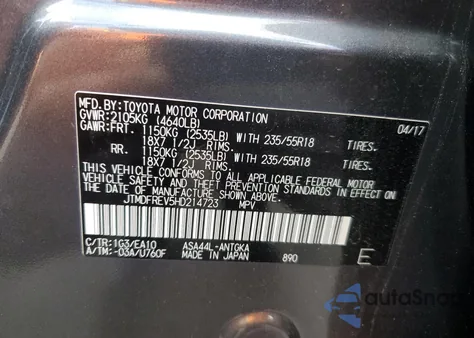 MFD.BY:TOYOTA MOTOR CORPORATION 04/17
GVWR:2105KG (4640LB)
GAWR:FRT. 1150KG (2535LB) WITH 235/55R18 TIRES.
18X7 1/2J RIMS.
RR. 1150KG (2535LB) WITH 235/55R18 TIRES.
18X7 1/2J RIMS.
THIS VEHICLE CONFORMS TO ALL APPLICABLE FEDERAL MOTOR
VEHICLE SAFETY AND THEFT PREVENTION STANDARDS IN EFFECT ON
THE DATE OF MANUFACTURE SHOWN ABOVE.
JTMDFREV5HD214723 MPV
C/TR:1G3/EA10 ASA44L-ANTGKA
A/TM:-03A/U760F MADE IN JAPAN 890 E
autoSnap